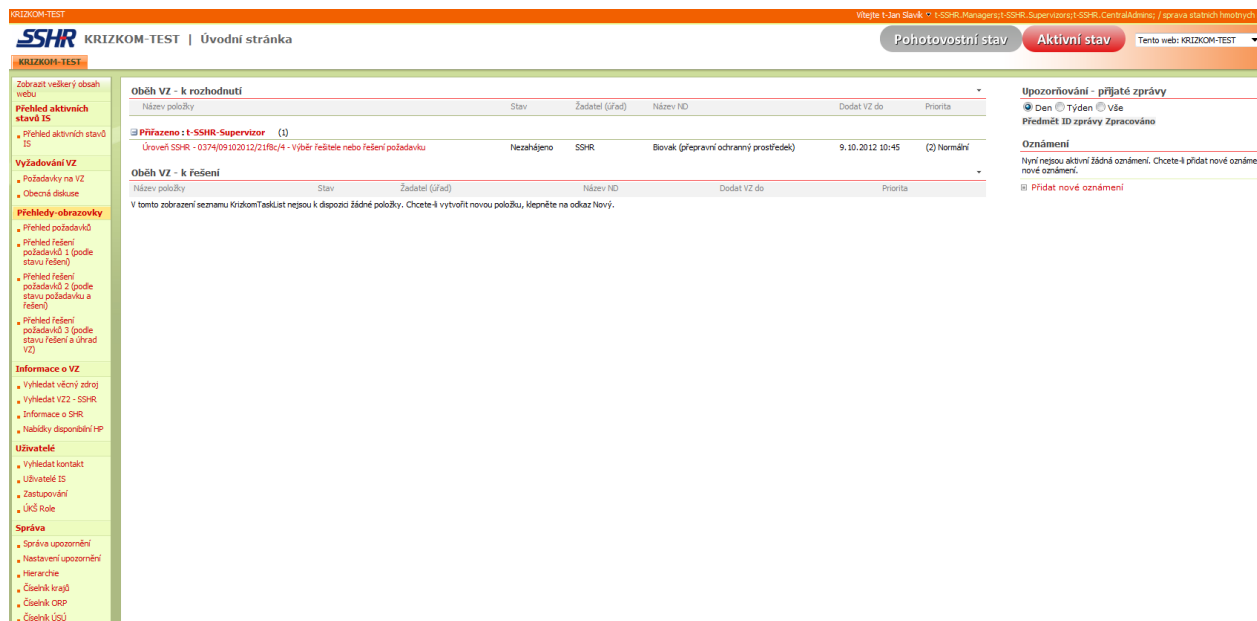 KRIZKOM-TEST
Vítejte t-Jan Slavík
t-SSHR.Managers;t-SSHR.Supervizors;t-SSHR.CentralAdmins; / sprava statnich hmotnych
SSHR KRIZKOM-TEST | Úvodní stránka
Pohotovostní stav
Aktivní stav
Tento web: KRIZKOM-TEST
KRIZKOM-TEST
Zobrazit veškerý obsah
webu
Přehled aktivních
stavů IS
Přehled aktivních stavů
IS
Vyžadování VZ
Požadavky na VZ
Obecná diskuse
Přehledy-obrazovky
Přehled požadavků
Přehled řešení
požadavků 1 (podle
stavu řešení)
Přehled řešení
požadavků 2 (podle
stavu požadavku a
řešení)
Přehled řešení
požadavků 3 (podle
stavu řešení a úhrad
VZ)
Informace o VZ
Vyhledat věcný zdroj
Vyhledat VZ2 - SSHR
Informace o SHR
Nabídky disponibilní HP
Uživatelé
Vyhledat kontakt
Uživatelé IS
Zastupování
ÚKŠ Role
Správa
Správa upozornění
Nastavení upozornění
Hierarchie
Číselník krajů
Číselník ORP
Číselník ÚSÚ
Oběh VZ - k rozhodnutí
Název položky Stav Žadatel (úřad) Název ND Dodat VZ do Priorita
Přiřazeno : t-SSHR-Supervizor (1)
Úroveň SSHR - 0374/09102012/21f8c/4 - Výběr řešitele nebo řešení požadavku Nezahájeno SSHR Biovak (přepravní ochranný prostředek) 9.10.2012 10:45 (2) Normální
Oběh VZ - k řešení
Název položky Stav Žadatel (úřad) Název ND Dodat VZ do Priorita
V tomto zobrazení seznamu KrizkomTaskList nejsou k dispozici žádné položky. Chcete-li vytvořit novou položku, klepněte na odkaz Nový.
Upozorňování - přijaté zprávy
Den Týden Vše
Předmět ID zprávy Zpracováno
Oznámení
Nyní nejsou aktivní žádná oznámení. Chcete-li přidat nové oznáme
nové oznámení.
Přidat nové oznámení